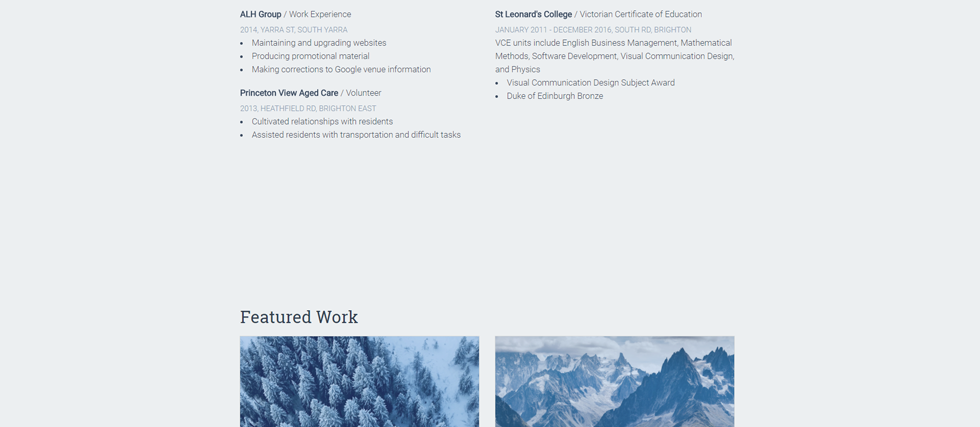 ALH Group / Work Experience
2014, YARRA ST, SOUTH YARRA
• Maintaining and upgrading websites
• Producing promotional material
• Making corrections to Google venue information
Princeton View Aged Care / Volunteer
2013, HEATHFIELD RD, BRIGHTON EAST
• Cultivated relationships with residents
• Assisted residents with transportation and difficult tasks
St Leonard's College / Victorian Certificate of Education
JANUARY 2011 - DECEMBER 2016, SOUTH RD, BRIGHTON
VCE units include English Business Management, Mathematical
Methods, Software Development, Visual Communication Design,
and Physics
• Visual Communication Design Subject Award
• Duke of Edinburgh Bronze
Featured Work